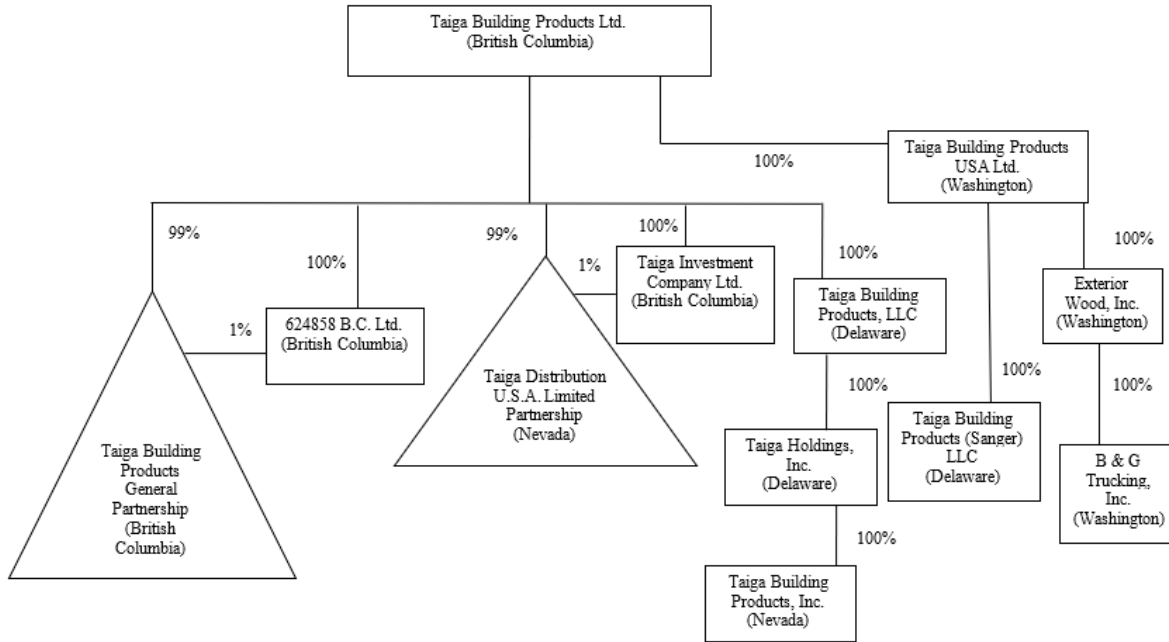 Taiga Building Products Ltd.
(British Columbia)
100%
Taiga Building Products
USA Ltd.
(Washington)
99%
100%
99%
100%
100%
100%
1%
Taiga Investment
Company Ltd.
(British Columbia)
Taiga Building
Products, LLC
(Delaware)
Exterior
Wood, Inc.
(Washington)
1%
624858 B.C. Ltd.
(British Columbia)
Taiga Distribution
U.S.A. Limited
Partnership
(Nevada)
100%
100%
100%
Taiga Building
Products
General
Partnership
(British
Columbia)
Taiga Holdings,
Inc.
(Delaware)
Taiga Building
Products (Sanger)
LLC
(Delaware)
B & G
Trucking,
Inc.
(Washington)
100%
Taiga Building
Products, Inc.
(Nevada)